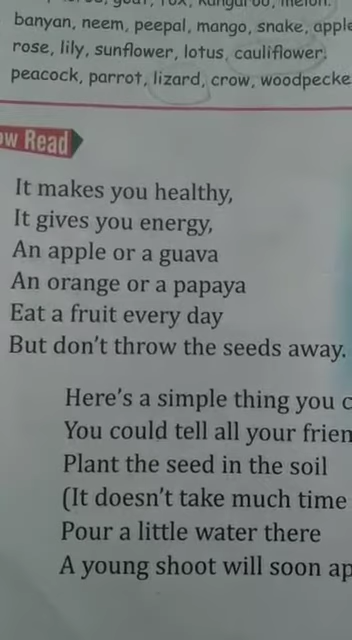 banyan, neem, peepal, mango, snake, apple
rose, lily, sunflower, lotus, cauliflower.
peacock, parrot, lizard, crow, woodpecke
ow Read
It makes you healthy,
It gives you energy,
An apple or a guava
An orange or a papaya
Eat a fruit every day
But don't throw the seeds away.
Here's a simple thing you c
You could tell all your frien
Plant the seed in the soil
(It doesn't take much time
Pour a little water there
A young shoot will soon ap